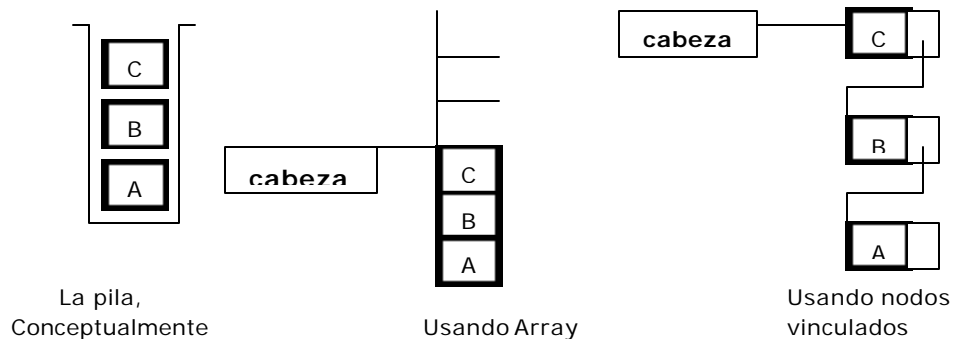 C
B
A
La pila,
Conceptualmente
cabeza
C
B
A
Usando Array
cabeza
C
B
A
Usando nodos
vinculados